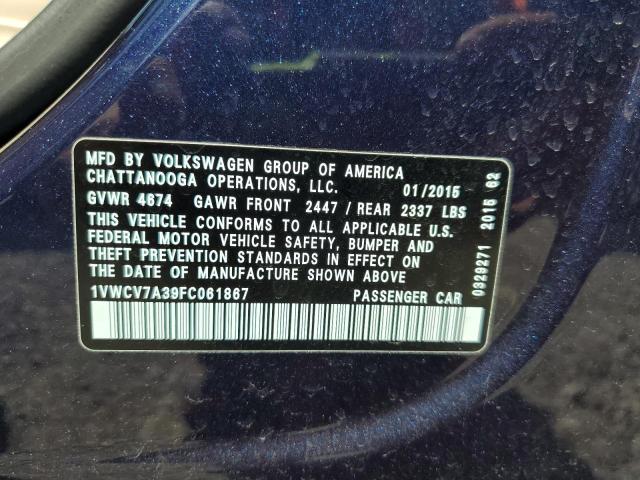 MFD BY VOLKSWAGEN GROUP OF AMERICA
CHATTANOOGA OPERATIONS, LLC. 01/2015
GVWR 4674 GAWR FRONT 2447 / REAR 2337 LBS
THIS VEHICLE CONFORMS TO ALL APPLICABLE U.S.
FEDERAL MOTOR VEHICLE SAFETY, BUMPER AND
THEFT PREVENTION STANDARDS IN EFFECT ON
THE DATE OF MANUFACTURE SHOWN ABOVE
1VWCV7A39FC061867 PASSENGER CAR
0329271 2015 62